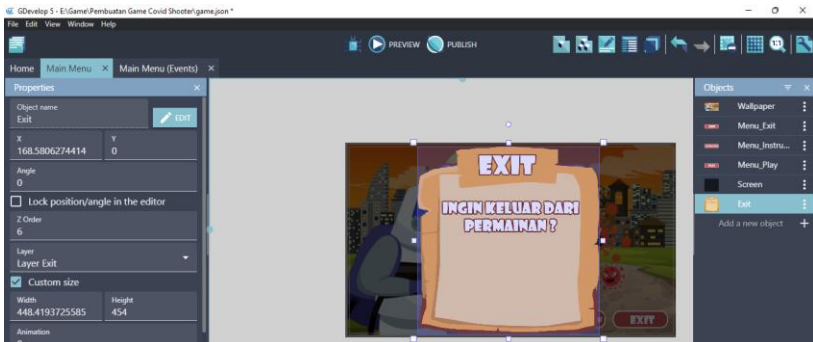 GDevelop 5 - E:\Game\Pembuatan Game Covid Shooter\game.json *
File Edit View Window Help
PREVIEW PUBLISH
1:1
Home Main Menu × Main Menu (Events) ×
Properties ×
Object name
Exit
EDIT
X Y
168.5806274414 0
Angle
0
Lock position/angle in the editor
Z Order
6
Layer
Layer Exit
Custom size
Width Height
448.4193725585 454
Animation
EXIT
INGIN KELUAR DARI
PERMAINAN ?
EXIT
Objects ×
Wallpaper
Menu_Exit
Menu_Instru...
Menu_Play
Screen
Exit
Add a new object +